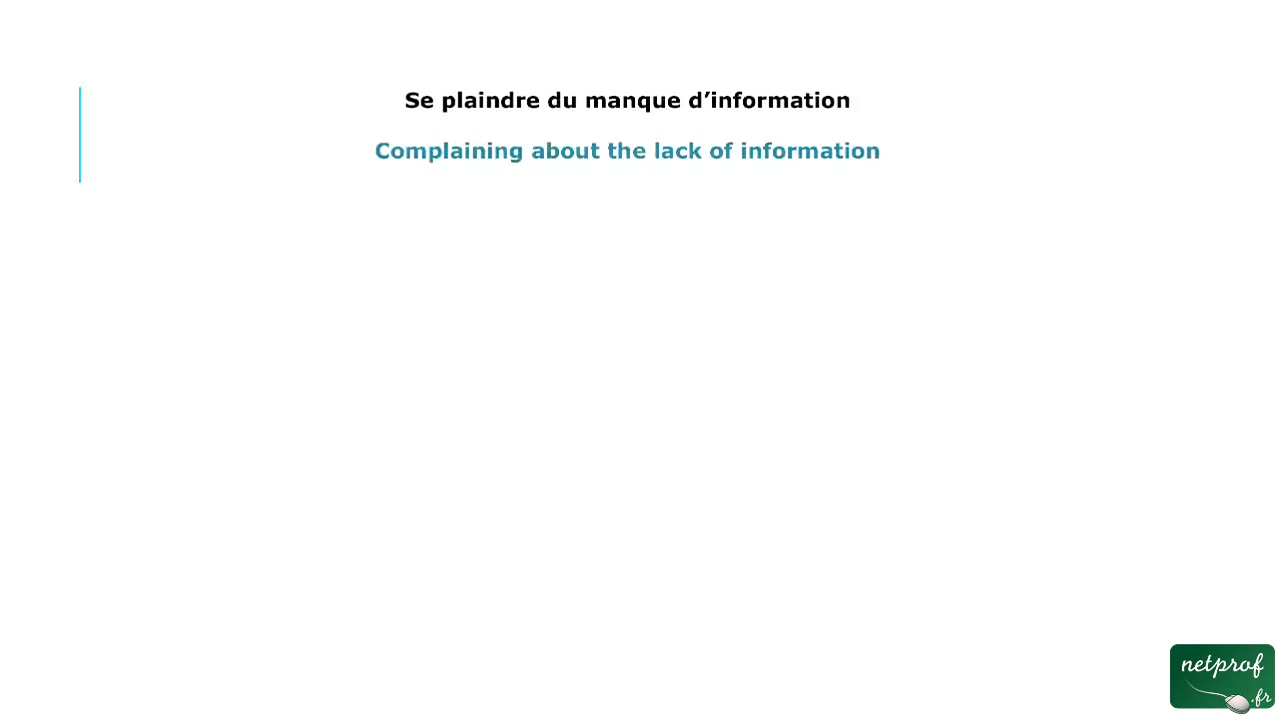 Se plaindre du manque d’information
Complaining about the lack of information
netprof
.fr